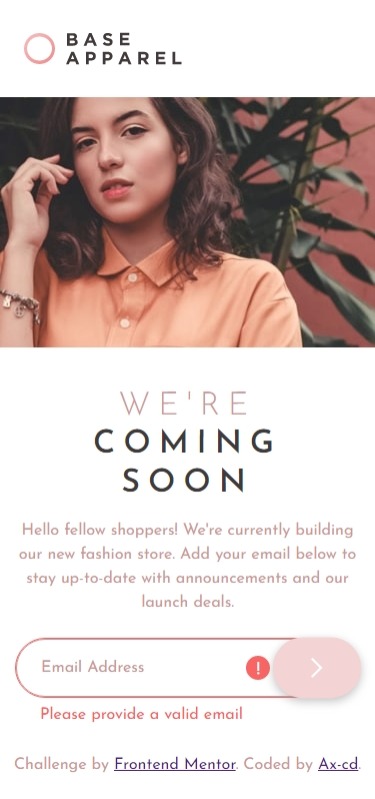 BASE
APPAREL
WE'RE
COMING
SOON
Hello fellow shoppers! We're currently building
our new fashion store. Add your email below to
stay up-to-date with announcements and our
launch deals.
Email Address
!
Please provide a valid email
Challenge by Frontend Mentor. Coded by Ax-cd.